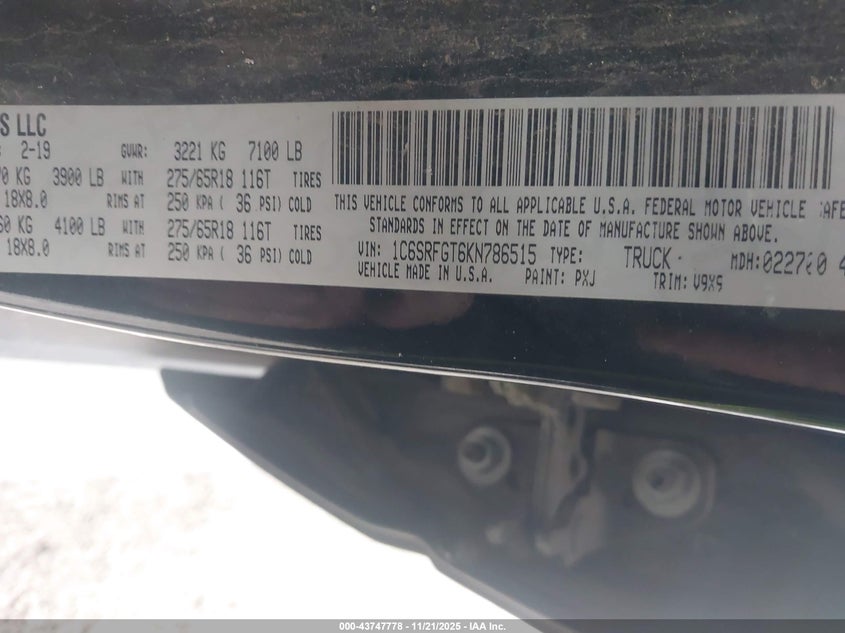 S LLC
2-19 GVWR: 3221 KG 7100 LB
0 KG 3900 LB WITH 275/65R18 116T TIRES
18X8.0 RIMS AT 250 KPA ( 36 PSI) COLD
60 KG 4100 LB WITH 275/65R18 116T TIRES
18X8.0 RIMS AT 250 KPA ( 36 PSI) COLD
THIS VEHICLE CONFORMS TO ALL APPLICABLE U.S.A. FEDERAL MOTOR VEHICLE AFE
STANDARDS IN EFFECT ON THE DATE OF MANUFACTURE SHOWN ABOVE.
VIN: 1C6SRFGT6KN786515 TYPE: TRUCK MDH:
VEHICLE MADE IN U.S.A. PAINT: PXJ TRIM: V9X9
000-43747778 - 11/21/2025 - IAA Inc.